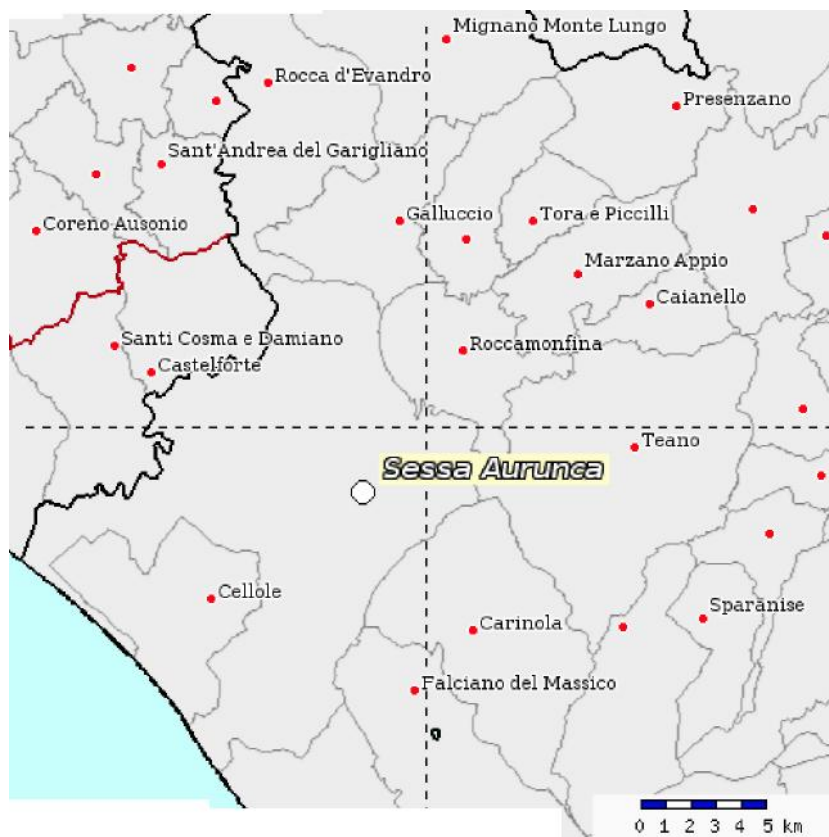 Mignano Monte Lungo
Rocca d'Evandro
Presenzano
Sant'Andrea del Garigliano
Galluccio
Tora e Piccilli
Coreno Ausonio
Marzano Appio
Caianello
Santi Cosma e Damiano
Roccamonfina
Castelforte
Teano
Sessa Aurunca
Cellole
Sparanise
Carinola
Falciano del Massico
0 1 2 3 4 5 km